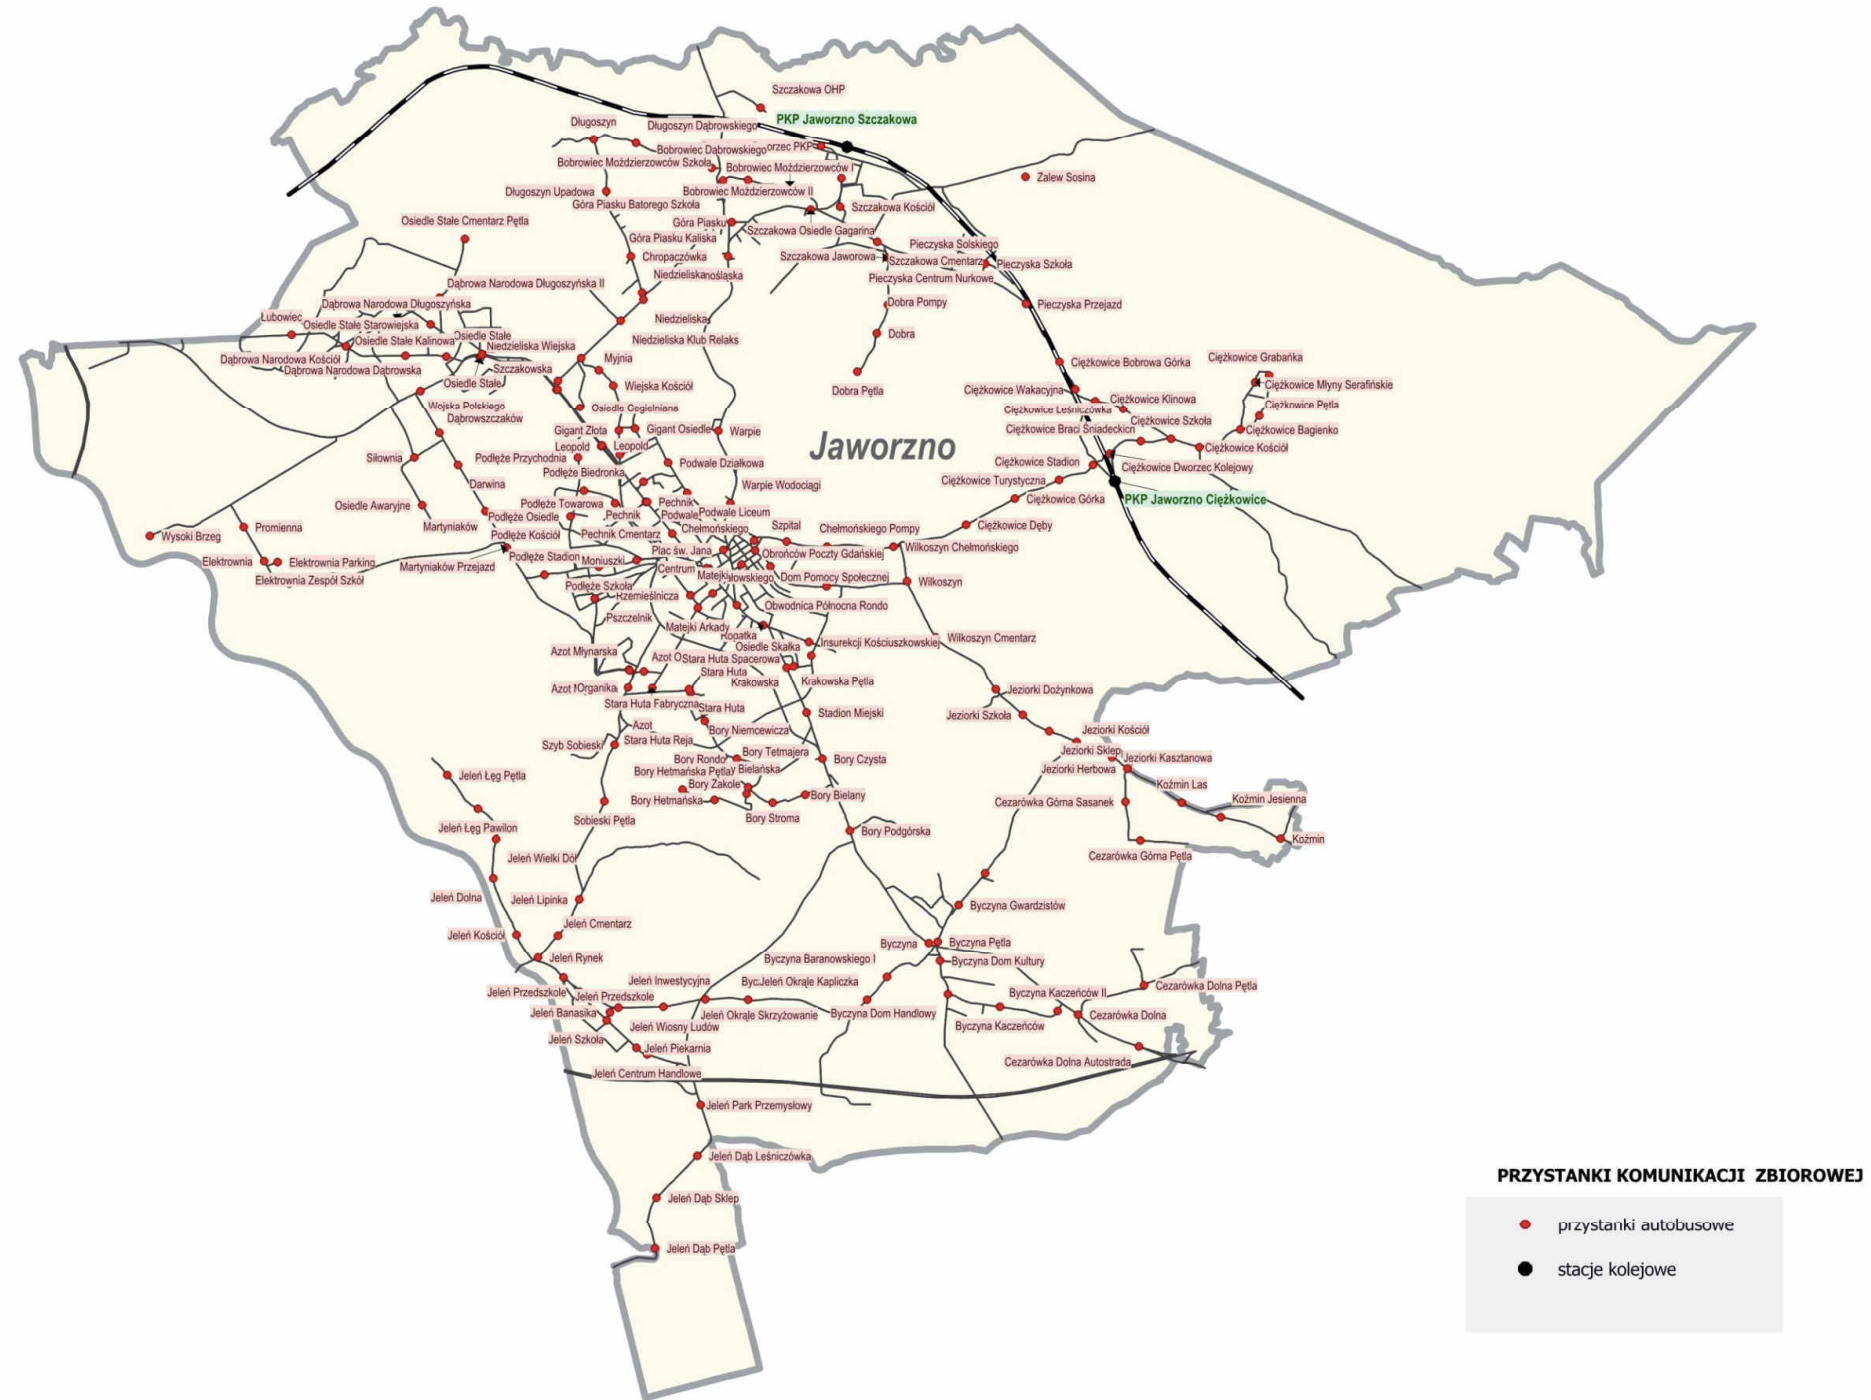 Szczakowa OHP
PKP Jaworzno Szczakowa
Długoszyn
Długoszyn Dąbrowskiego
Bobrowiec Dąbrowskiego
Bobrowiec Moździerzowców Szkoła
Bobrowiec Moździerzowców I
Zalew Sosina
Długoszyn Upadowa
Bobrowiec Moździerzowców II
Góra Piasku Batorego Szkoła
Szczakowa Kościół
Osiedle Stałe Cmentarz Pętla
Góra Piasku
Szczakowa Osiedle Gagarina
Góra Piasku Kaliska
Pieczyska Solskiego
Chropaczówka
Szczakowa Jaworowa
Szczakowa Cmentarz
Pieczyska Szkoła
Niedzieliska
Pieczyska Centrum Nurkowe
Dąbrowa Narodowa Długoszyńska II
Dąbrowa Narodowa Długoszyńska
Dobra Pompy
Pieczyska Przejazd
Łubowiec
Osiedle Stałe Starowiejska
Niedzieliska
Dobra
Osiedle Stałe Kalinowa
Osiedle Stałe
Niedzieliska Wiejska
Niedzieliska Klub Relaks
Dąbrowa Narodowa Kościół
Myjnia
Ciężkowice Bobrowa Górka
Ciężkowice Grabańka
Dąbrowa Narodowa Dąbrowska
Szczakowska
Osiedle Stałe
Wiejska Kościół
Dobra Pętla
Ciężkowice Wakacyjna
Ciężkowice Młyny Serafińskie
Ciężkowice Klinowa
Wojska Polskiego
Osiedle Cegielniana
Ciężkowice Leśniczówka
Ciężkowice Pętla
Dąbrowszczaków
Ciężkowice Szkoła
Gigant Złota
Gigant Osiedle
Warpie
Ciężkowice Braci Śniadeckich
Ciężkowice Bagienko
Jaworzno
Leopold
Leopold
Ciężkowice Kościół
Siłownia
Podłęże Przychodnia
Podwale Działkowa
Ciężkowice Stadion
Ciężkowice Dworzec Kolejowy
Podłęże Biedronka
Darwina
Warpie Wodociągi
Ciężkowice Turystyczna
Osiedle Awaryjne
Podłęże Towarowa
Pechnik
Ciężkowice Górka
PKP Jaworzno Ciężkowice
Podłęże Osiedle
Pechnik
Podwale
Podwale Liceum
Promienna
Martyniaków
Chełmońskiego
Szpital
Chełmońskiego Pompy
Ciężkowice Dęby
Wysoki Brzeg
Podłęże Kościół
Pechnik Cmentarz
Plac św. Jana
Obrońców Poczty Gdańskiej
Wilkoszyn Chełmońskiego
Elektrownia
Elektrownia Parking
Martyniaków Przejazd
Podłęże Stadion
Moniuszki
Centrum
Matejki
Dom Pomocy Społecznej
Wilkoszyn
Elektrownia Zespół Szkół
Podłęże Szkoła
Rzemieślnicza
Obwodnica Północna Rondo
Pszczelnik
Matejki Arkady
Rogatka
Osiedle Skałka
Insurekcji Kościuszkowskiej
Wilkoszyn Cmentarz
Azot Młynarska
Stara Huta Spacerowa
Stara Huta
Krakowska
Krakowska Pętla
Organika
Jeziorki Dożynkowa
Stara Huta Fabryczna
Stara Huta
Stadion Miejski
Jeziorki Szkoła
Azot
Bory Niemcewicza
Jeziorki Kościół
Szyb Sobieski
Stara Huta Reja
Bory Tetmajera
Jeziorki Sklep
Bory Rondo
Bory Czysta
Jeziorki Kasztanowa
Bory Hetmańska Pętla
Bielańska
Jeziorki Herbowa
Jeleń Łęg Pętla
Bory Zakole
Koźmin Las
Bory Hetmańska
Bory Bielany
Cezarówka Górna Sasanek
Koźmin Jesienna
Sobieski Pętla
Bory Stroma
Jeleń Łęg Pawilon
Bory Podgórska
Koźmin
Jeleń Wielki Dół
Cezarówka Górna Pętla
Jeleń Dolna
Jeleń Lipinka
Byczyna Gwardzistów
Jeleń Cmentarz
Jeleń Kościół
Byczyna
Byczyna Pętla
Jeleń Rynek
Byczyna Baranowskiego I
Byczyna Dom Kultury
Jeleń Inwestycyjna
Jeleń Okrąle Kapliczka
Cezarówka Dolna Pętla
Jeleń Przedszkole
Jeleń Przedszkole
Byczyna Kaczeńców II
Jeleń Banasika
Jeleń Okrąle Skrzyżowanie
Byczyna Dom Handlowy
Cezarówka Dolna
Jeleń Wiosny Ludów
Byczyna Kaczeńców
Jeleń Szkoła
Jeleń Piekarnia
Cezarówka Dolna Autostrada
Jeleń Centrum Handlowe
Jeleń Park Przemysłowy
Jeleń Dąb Leśniczówka
Jeleń Dąb Sklep
Jeleń Dąb Pętla
PRZYSTANKI KOMUNIKACJI ZBIOROWEJ
przystanki autobusowe
stacje kolejowe